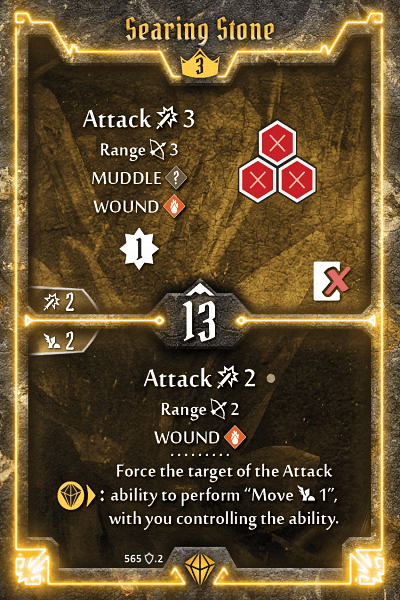 Searing Stone
3
Attack 3
Range 3
MUDDLE ?
WOUND
1
2
13
2
Attack 2
Range 2
WOUND
Force the target of the Attack
: ability to perform “Move 1”,
with you controlling the ability.
565 .2